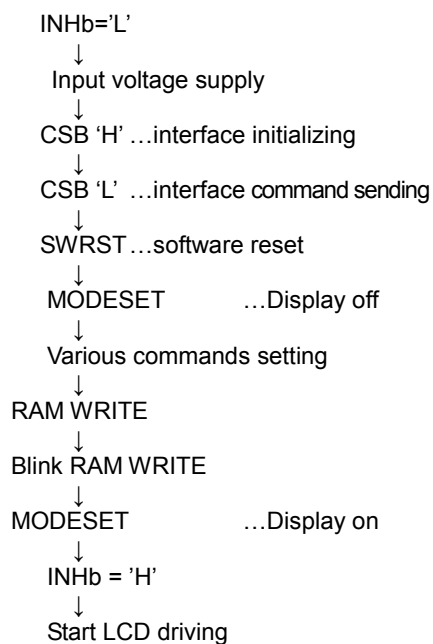 INHb=’L’
↓
Input voltage supply
↓
CSB ‘H’ …interface initializing
↓
CSB ‘L’ …interface command sending
↓
SWRST…software reset
↓
MODESET …Display off
↓
Various commands setting
↓
RAM WRITE
↓
Blink RAM WRITE
↓
MODESET …Display on
↓
INHb = ’H’
↓
Start LCD driving